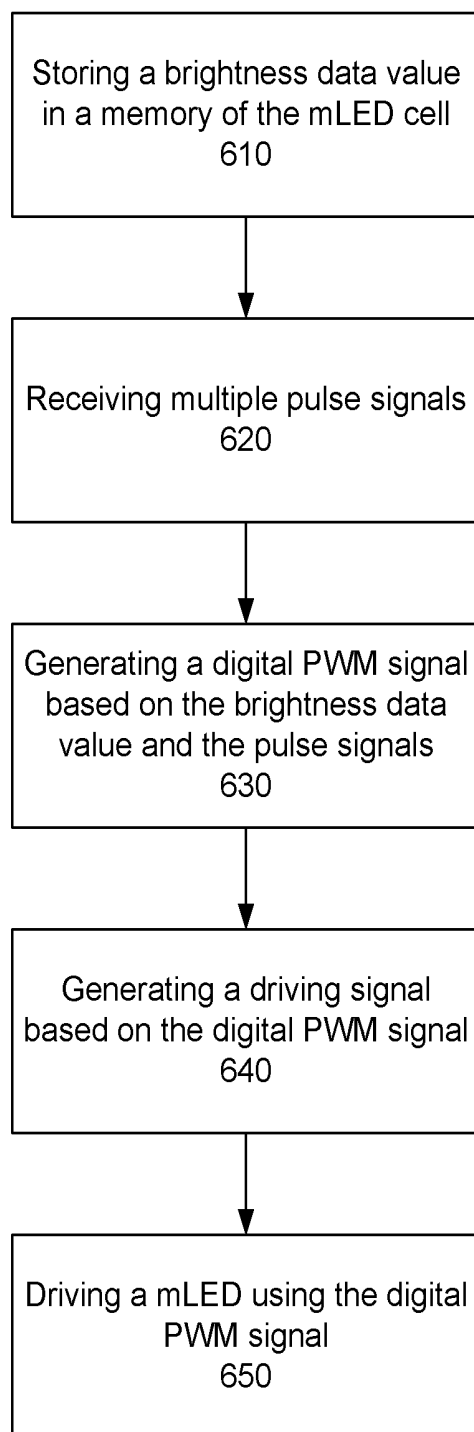 Storing a brightness data value
in a memory of the mLED cell
610
Receiving multiple pulse signals
620
Generating a digital PWM signal
based on the brightness data
value and the pulse signals
630
Generating a driving signal
based on the digital PWM signal
640
Driving a mLED using the digital
PWM signal
650